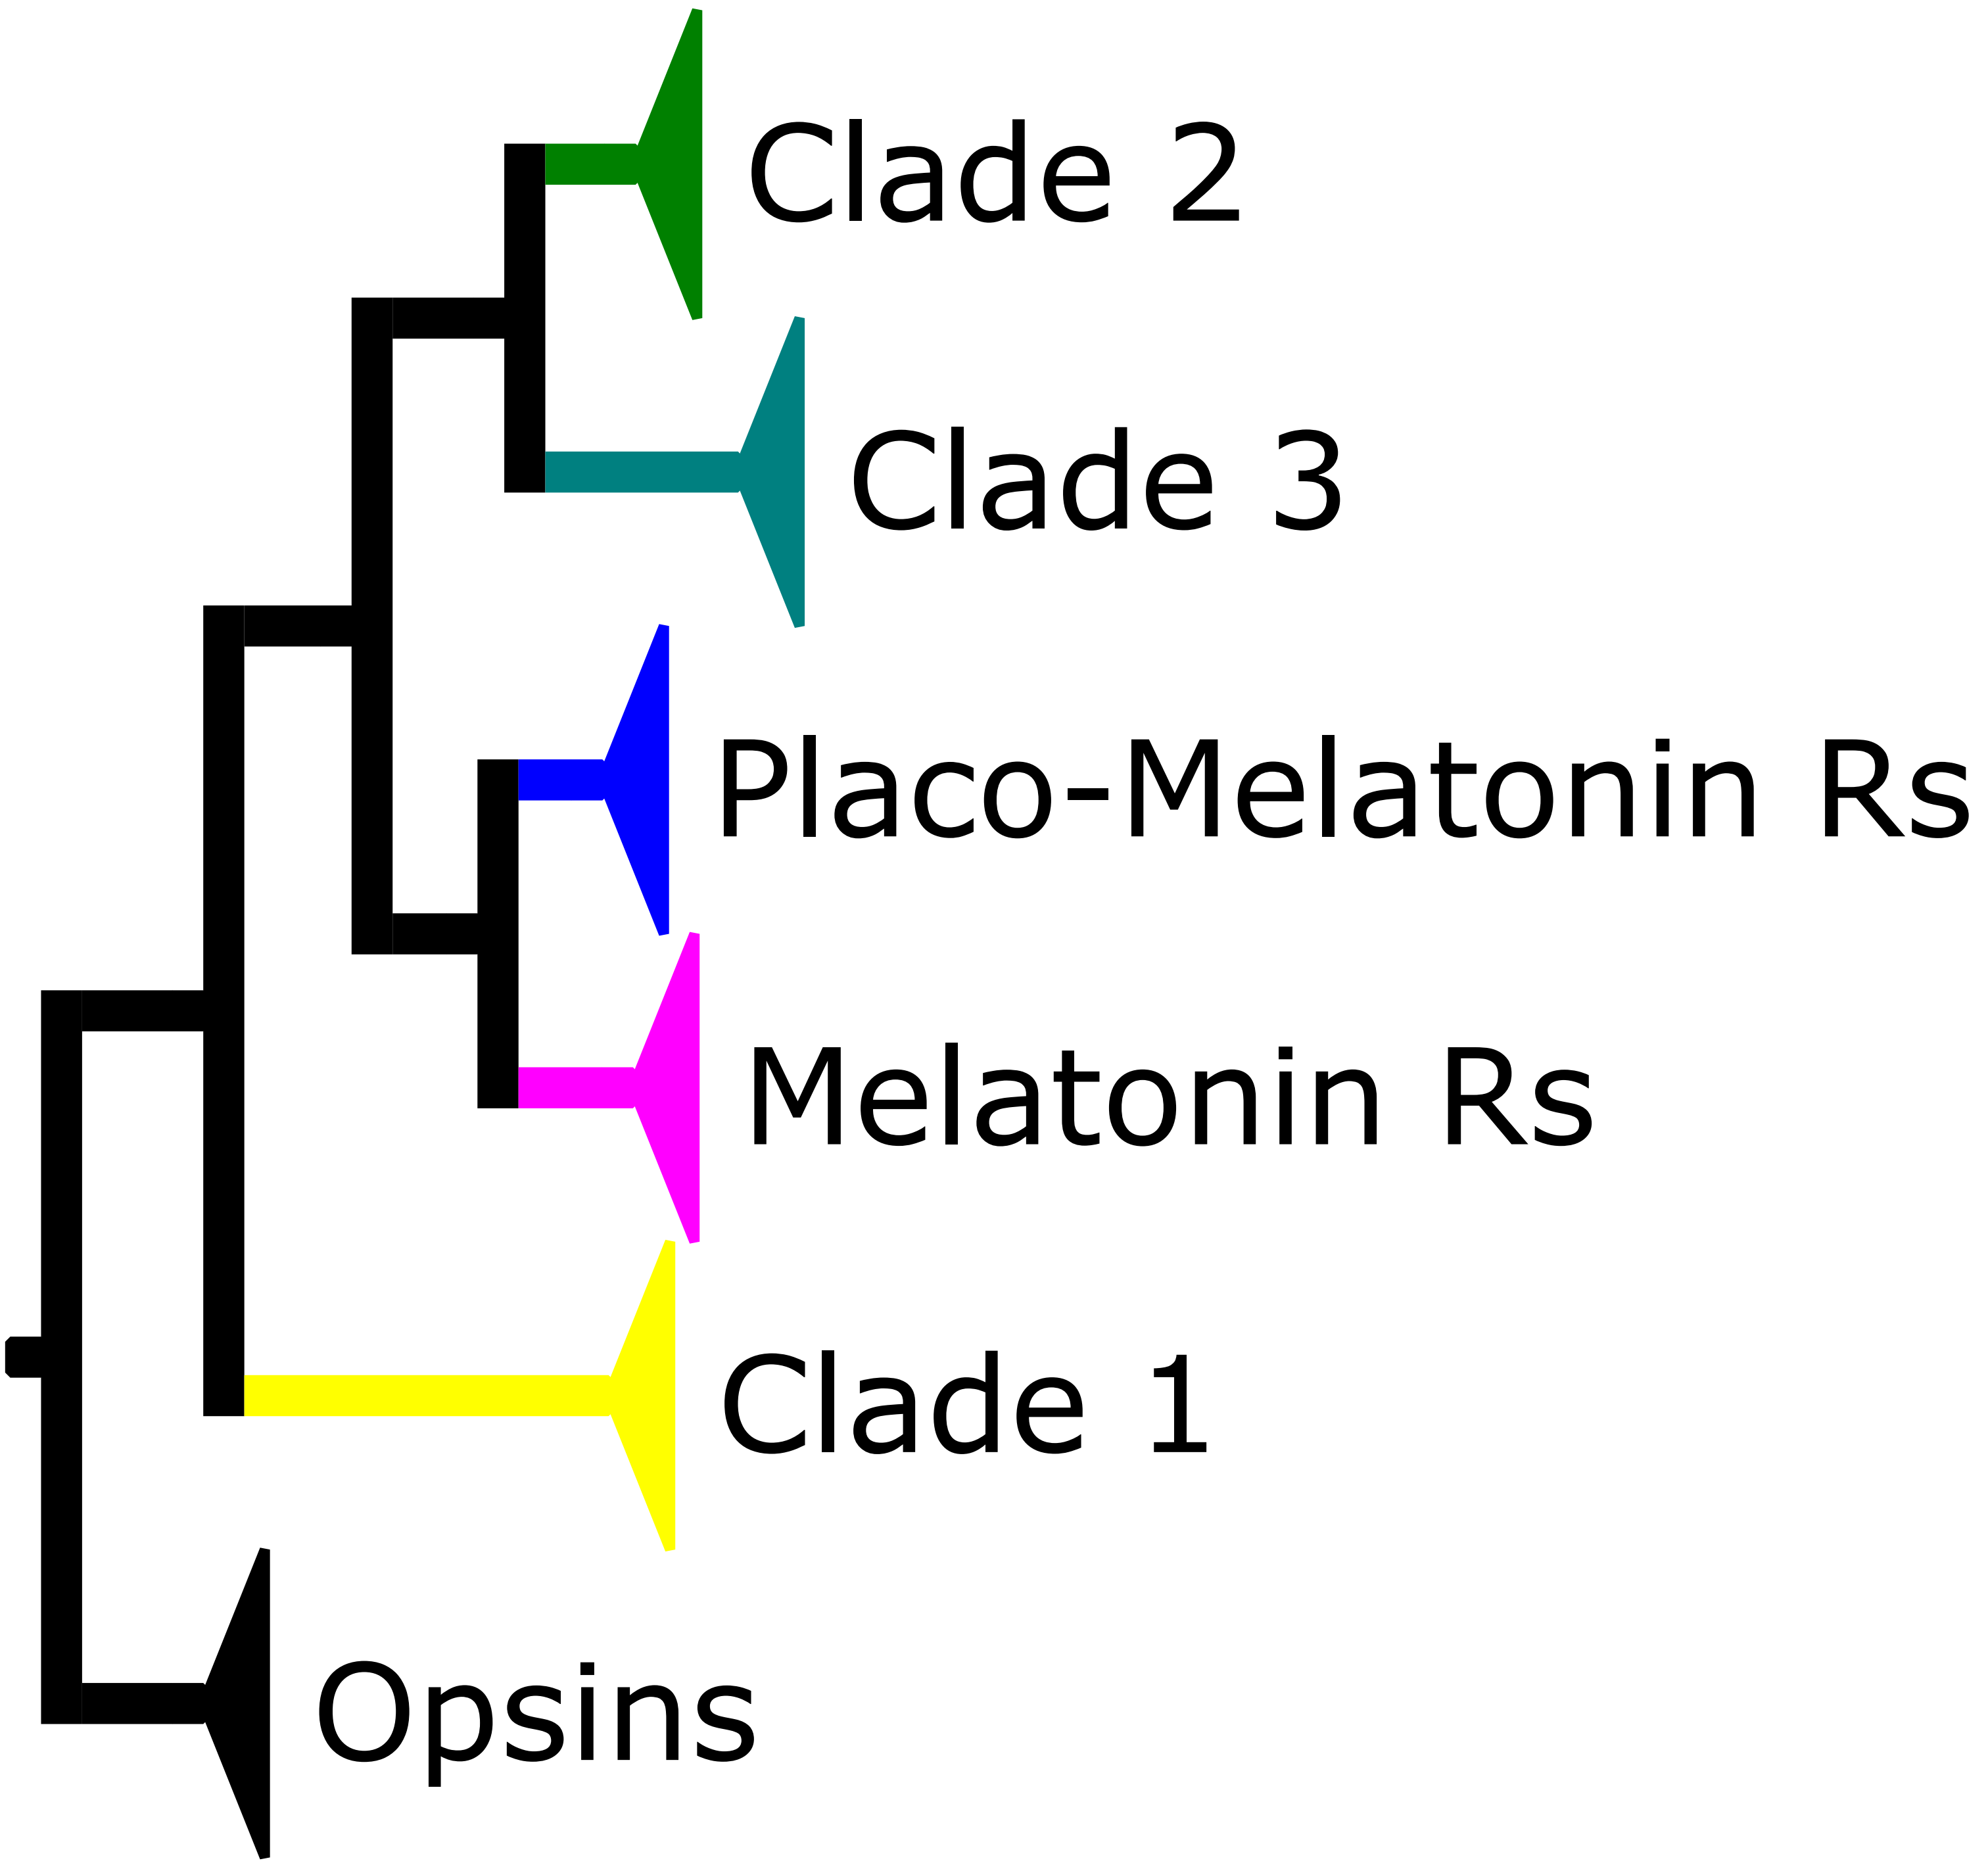 Clade 2
Clade 3
Placo-Melatonin Rs
Melatonin Rs
Clade 1
Opsins